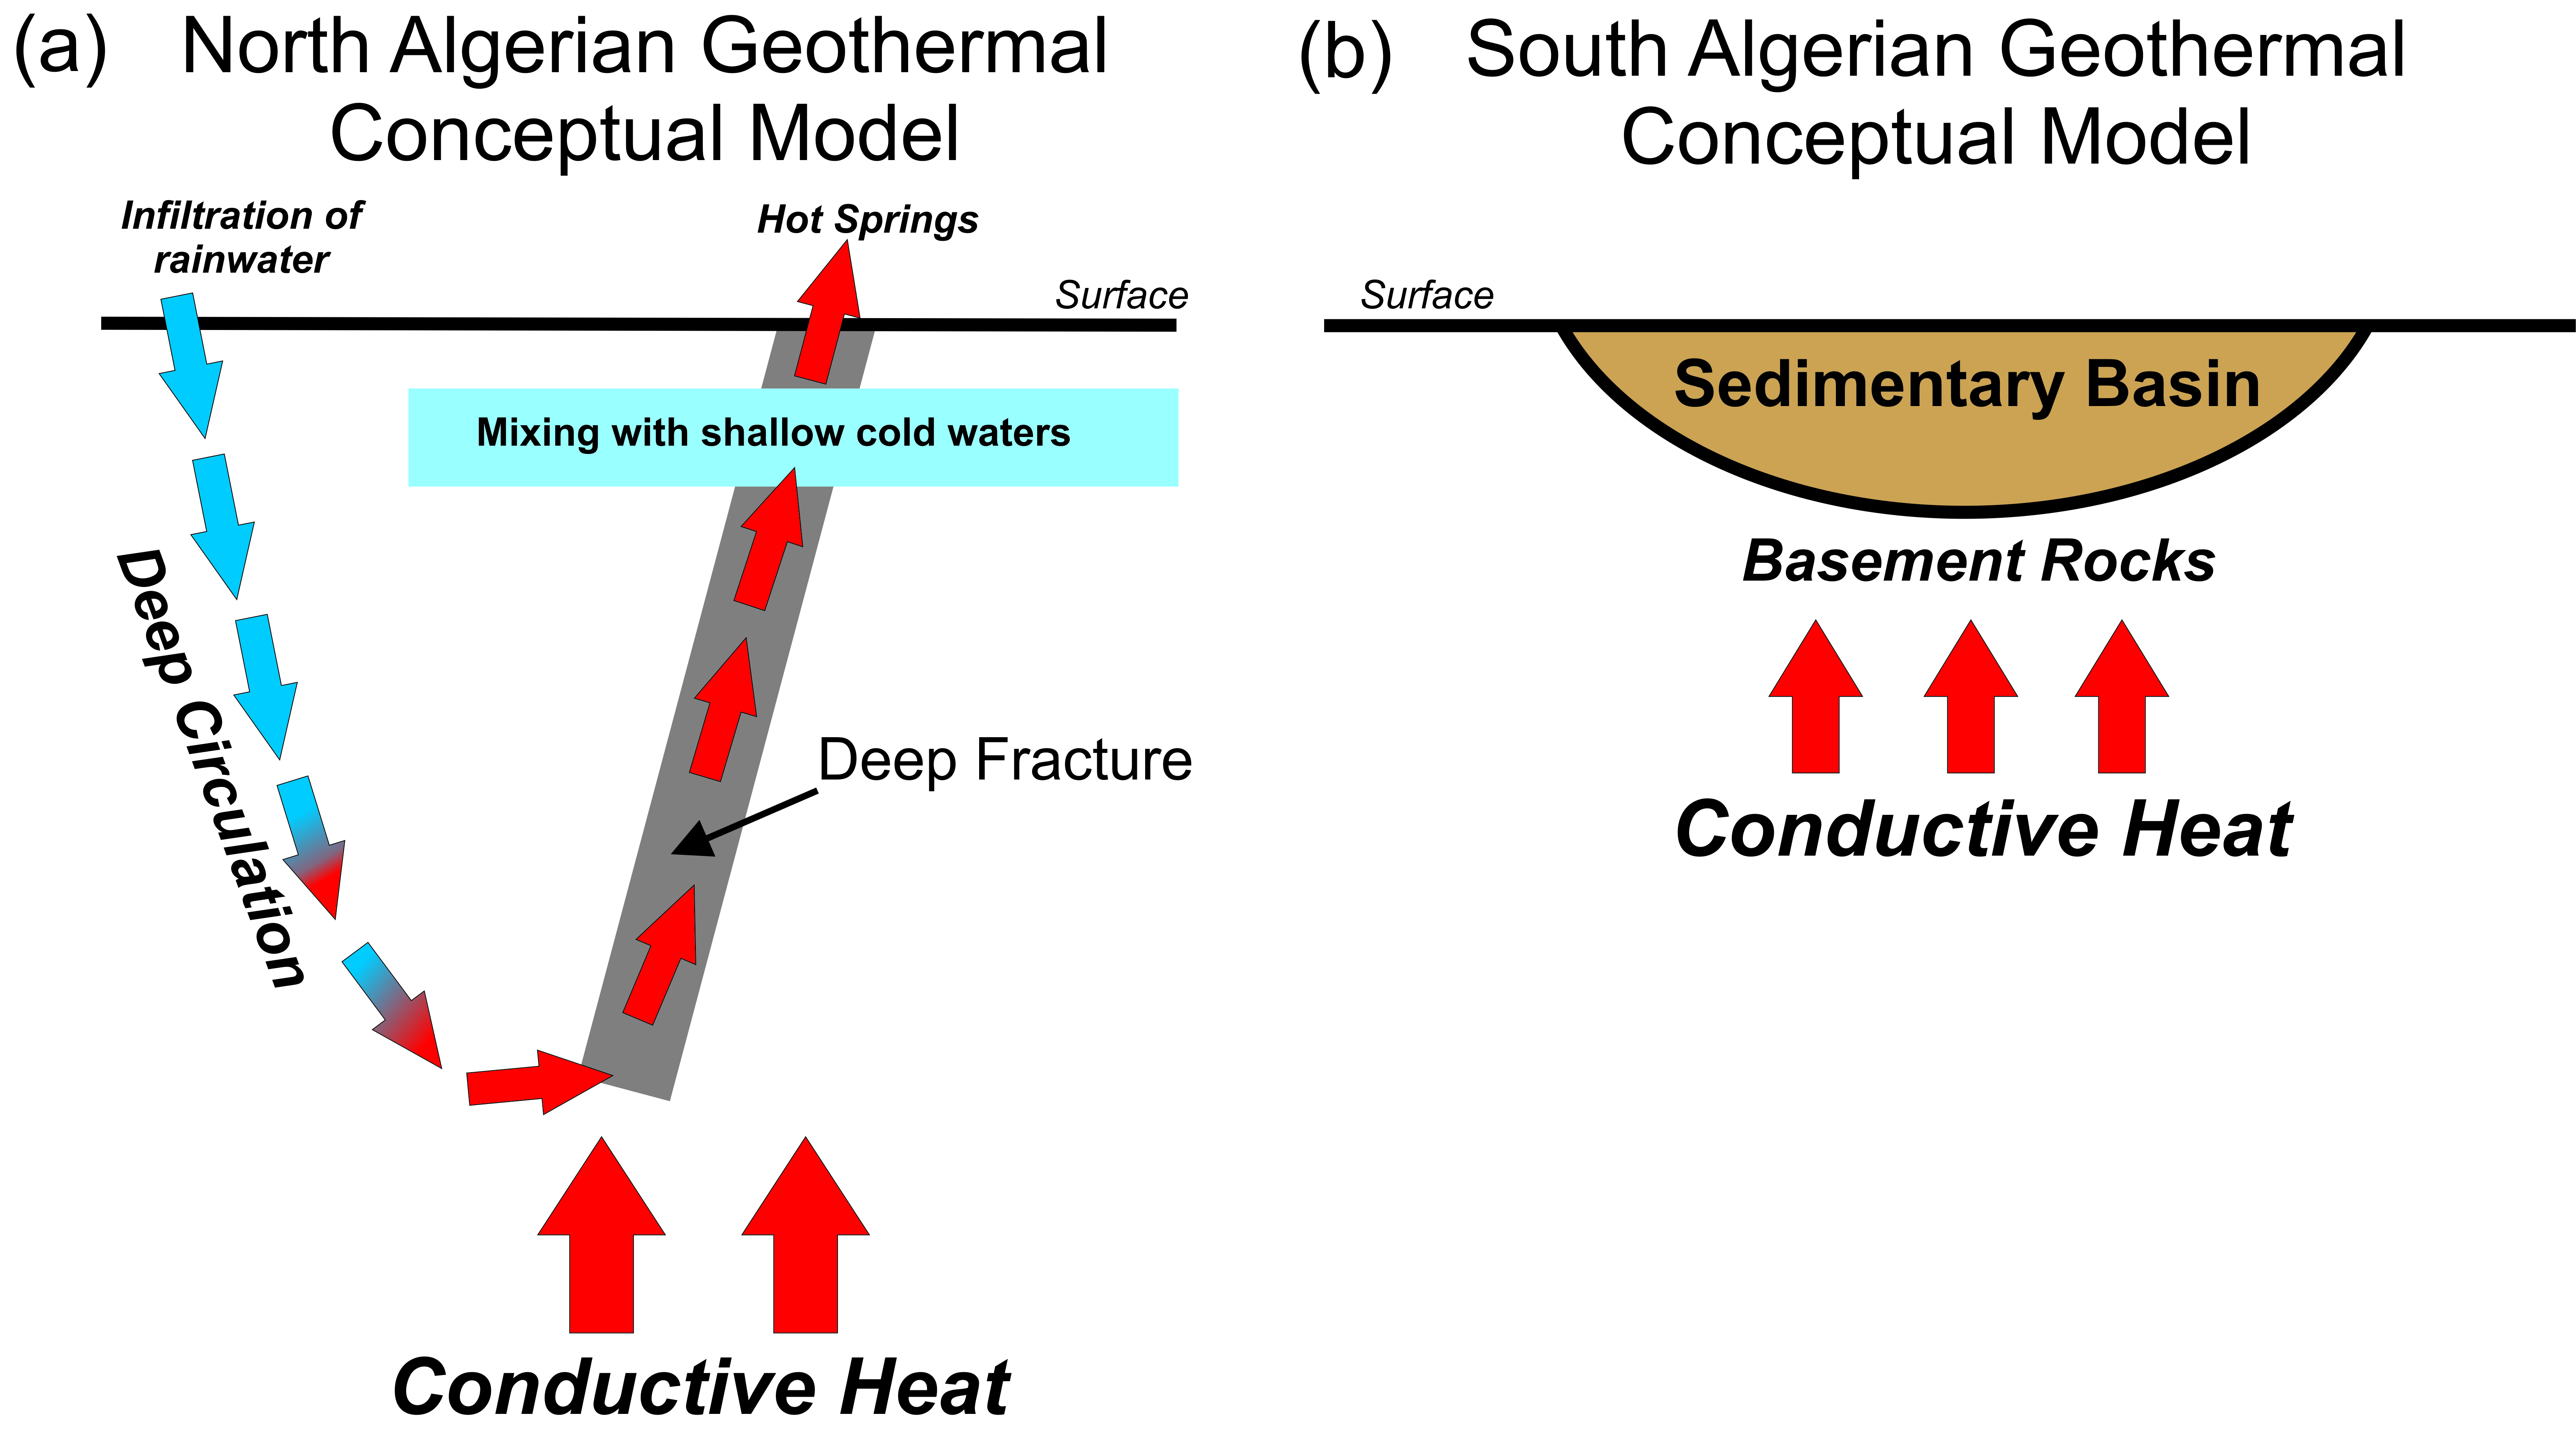 (a) North Algerian Geothermal
Conceptual Model
Infiltration of
rainwater
Hot Springs
Surface
Mixing with shallow cold waters
Deep Circulation
Deep Fracture
Conductive Heat
(b) South Algerian Geothermal
Conceptual Model
Surface
Sedimentary Basin
Basement Rocks
Conductive Heat